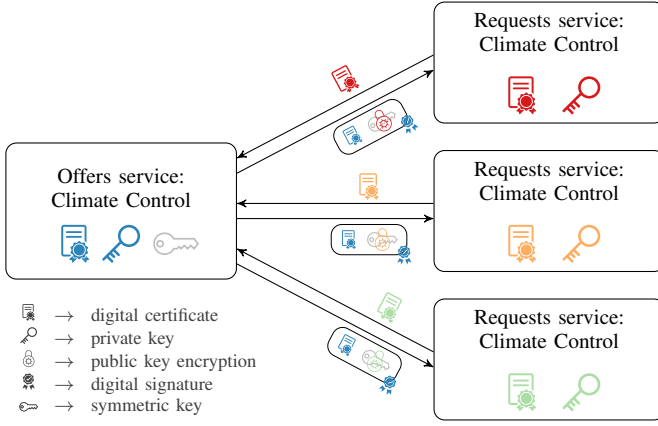 Requests service:
Climate Control
Offers service:
Climate Control
Requests service:
Climate Control
Requests service:
Climate Control
→ digital certificate
→ private key
→ public key encryption
→ digital signature
→ symmetric key